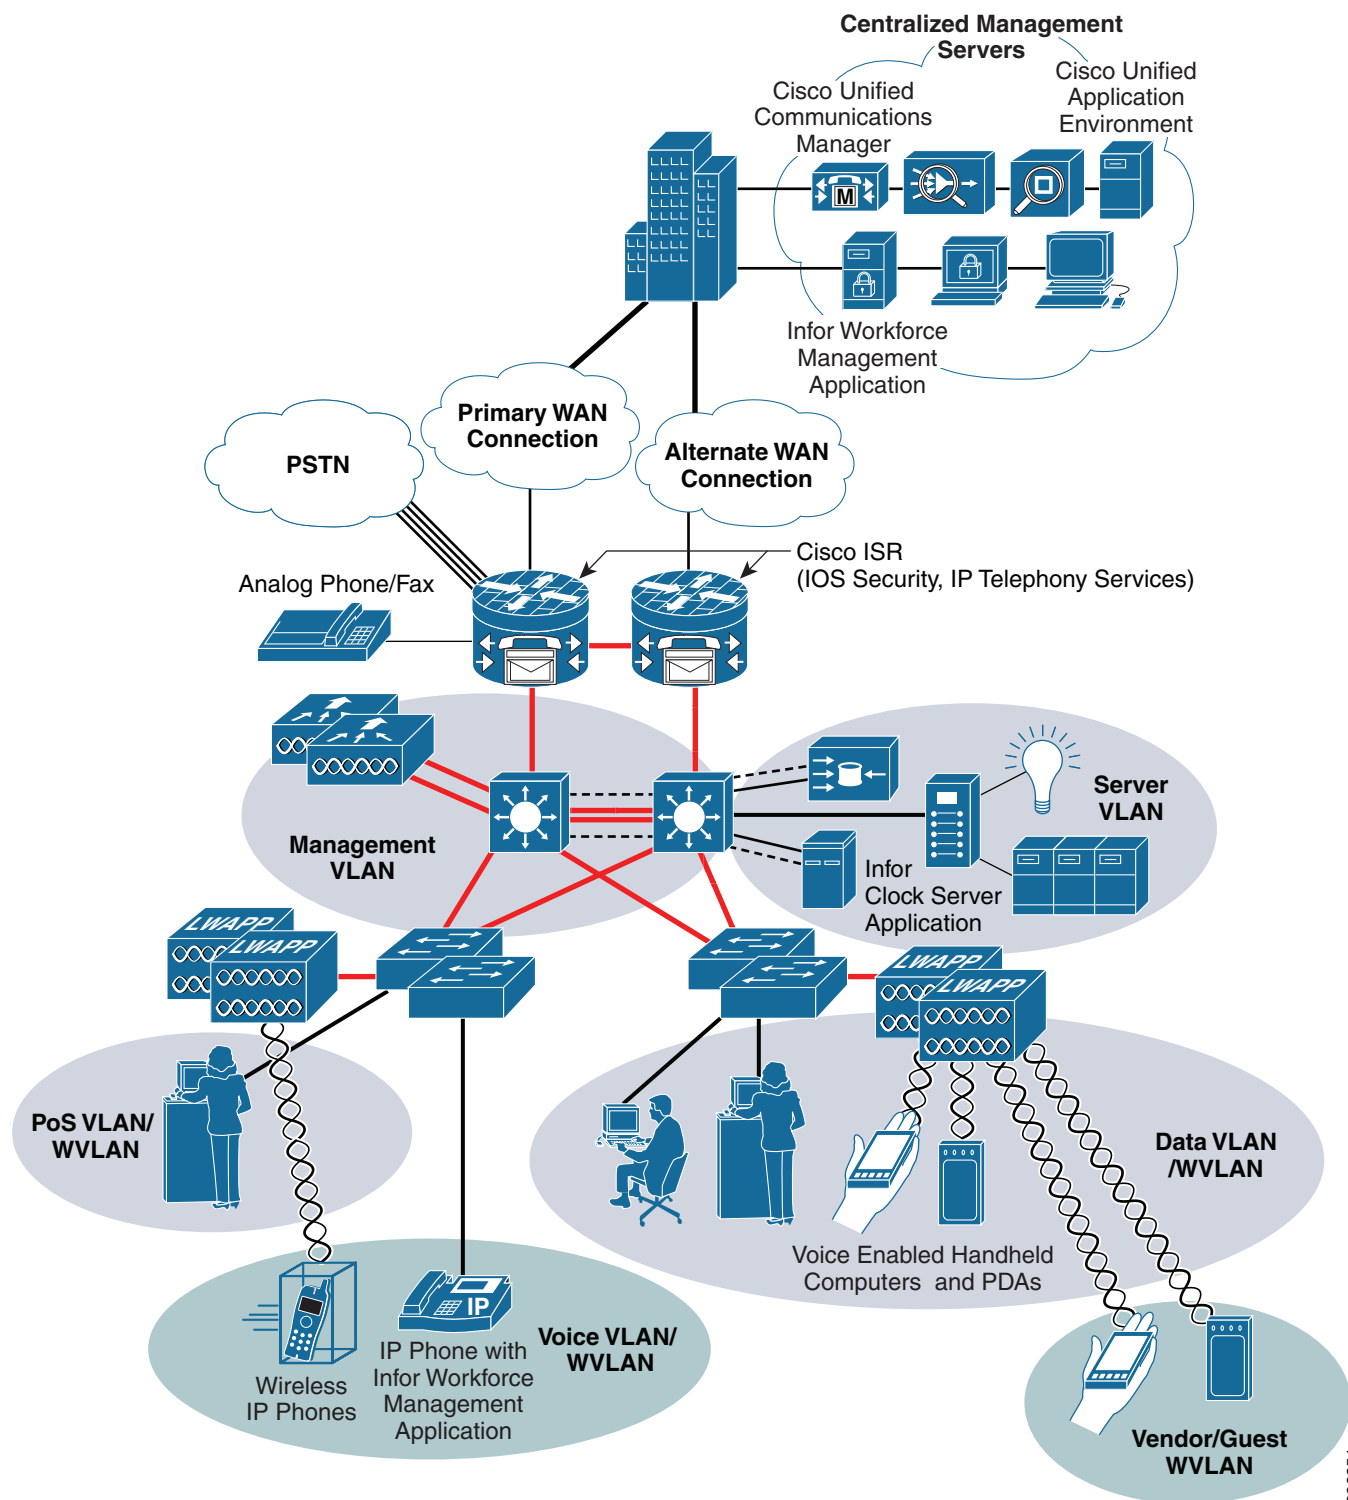 Centralized Management
Servers
Cisco Unified
Communications
Manager
Cisco Unified
Application
Environment
M
Infor Workforce
Management
Application
Primary WAN
Connection
Alternate WAN
Connection
PSTN
Cisco ISR
(IOS Security, IP Telephony Services)
Analog Phone/Fax
Management
VLAN
Server
VLAN
Infor
Clock Server
Application
LWAPP
LWAPP
LWAPP
LWAPP
PoS VLAN/
WVLAN
Data VLAN
/WVLAN
Voice Enabled Handheld
Computers and PDAs
IP
Voice VLAN/
WVLAN
Wireless
IP Phones
IP Phone with
Infor Workforce
Management
Application
Vendor/Guest
WVLAN